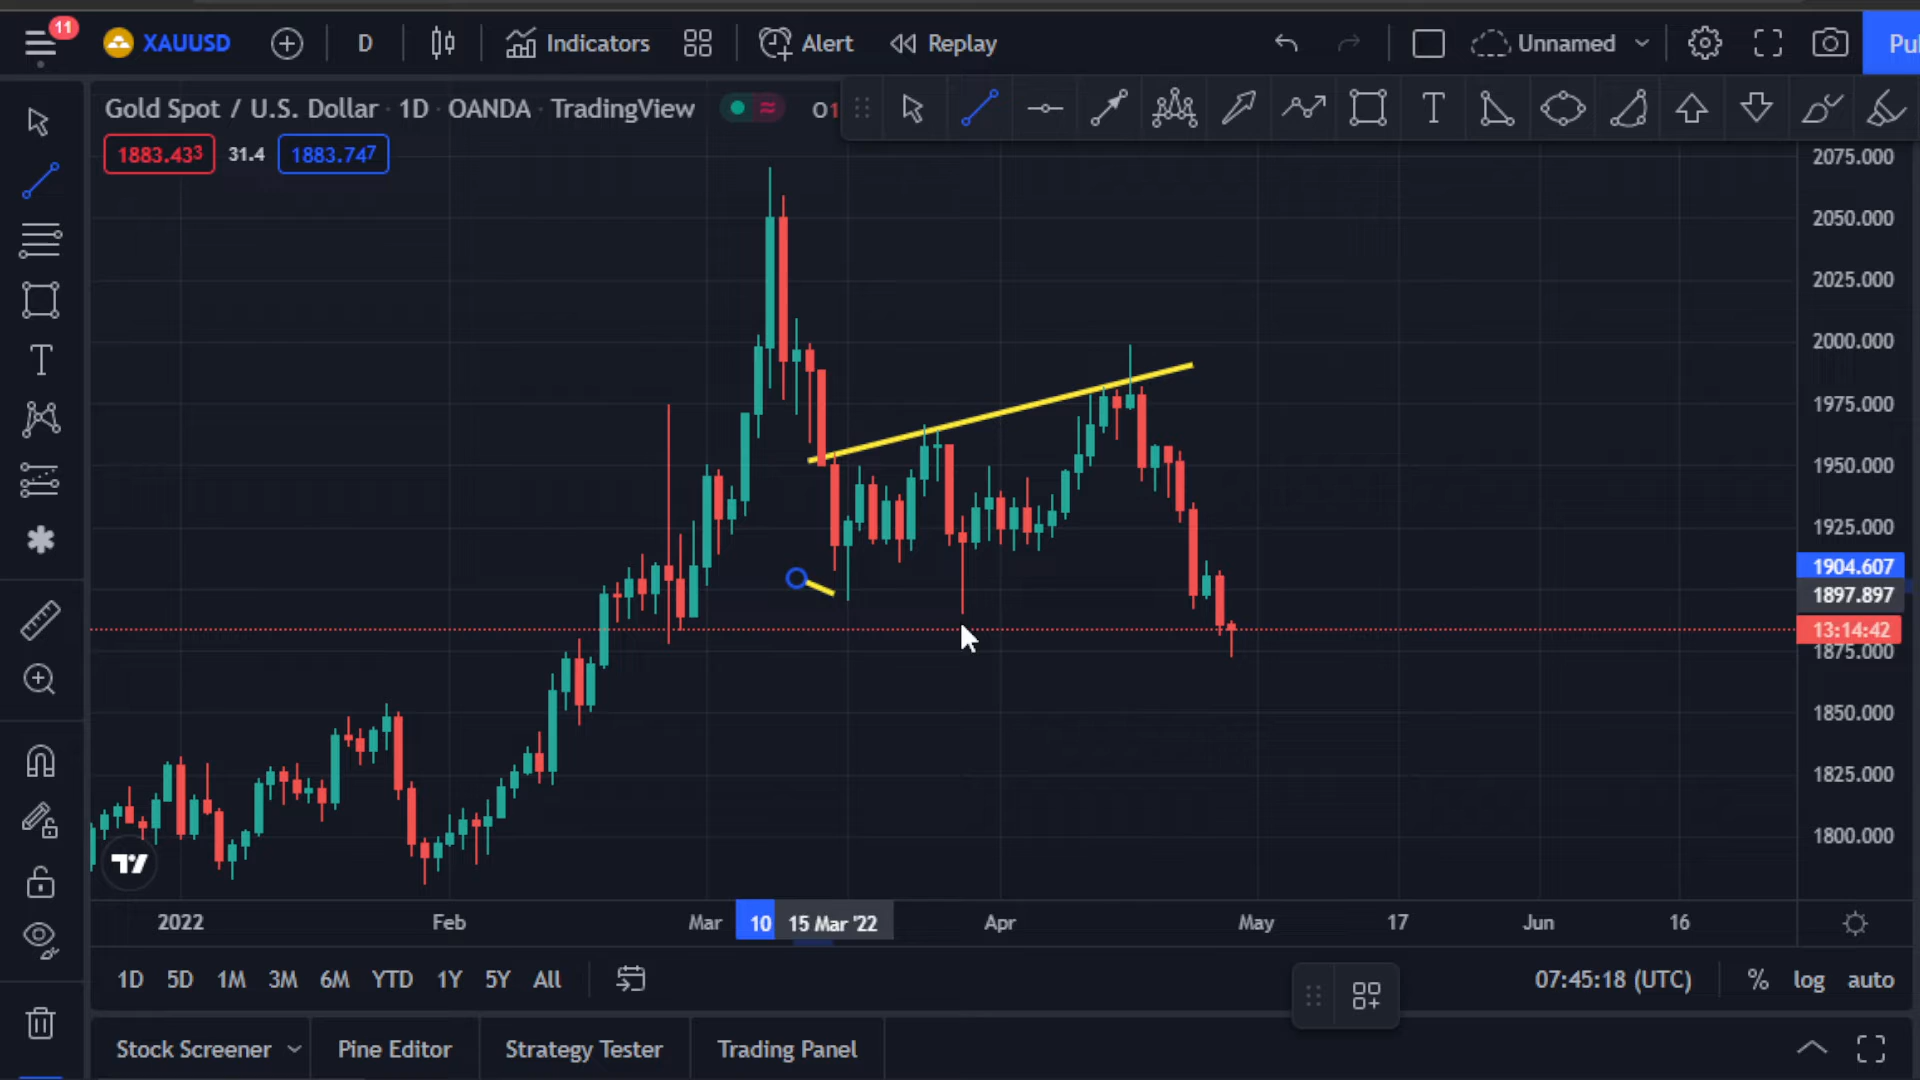 11
XAUUSD
D
Indicators
Alert
Replay
Unnamed
Pu
Gold Spot / U.S. Dollar · 1D · OANDA · TradingView
O1
1883.433
31.4
1883.747
2075.000
2050.000
2025.000
2000.000
1975.000
1950.000
1925.000
1904.607
1897.897
13:14:42
1875.000
1850.000
1825.000
1800.000
2022
Feb
Mar
10
15 Mar '22
Apr
May
17
Jun
16
1D 5D 1M 3M 6M YTD 1Y 5Y All
07:45:18 (UTC)
%
log
auto
Stock Screener
Pine Editor
Strategy Tester
Trading Panel